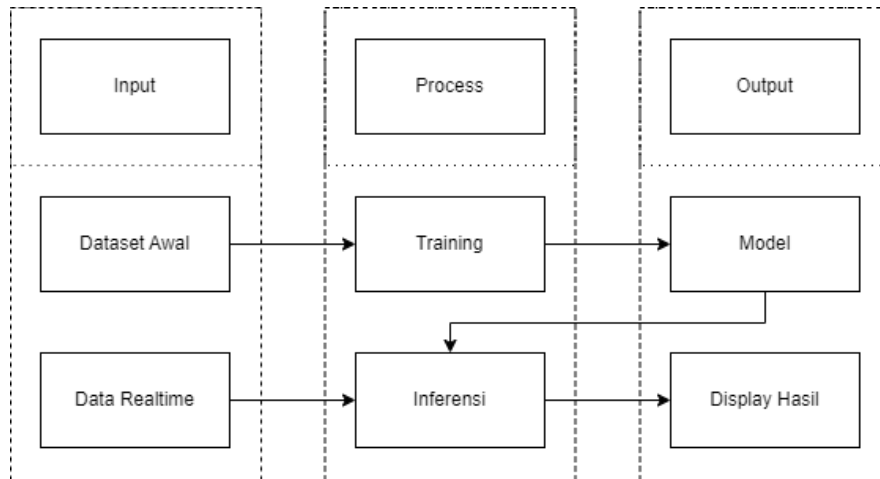 Input
Process
Output
Dataset Awal
Training
Model
Data Realtime
Inferensi
Display Hasil